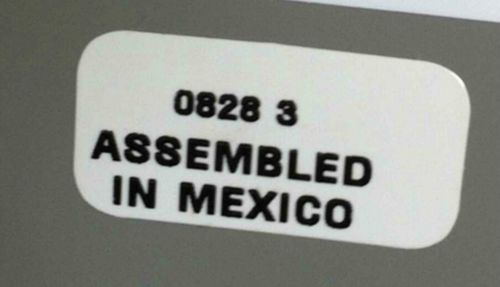 0828 3
ASSEMBLED
IN MEXICO